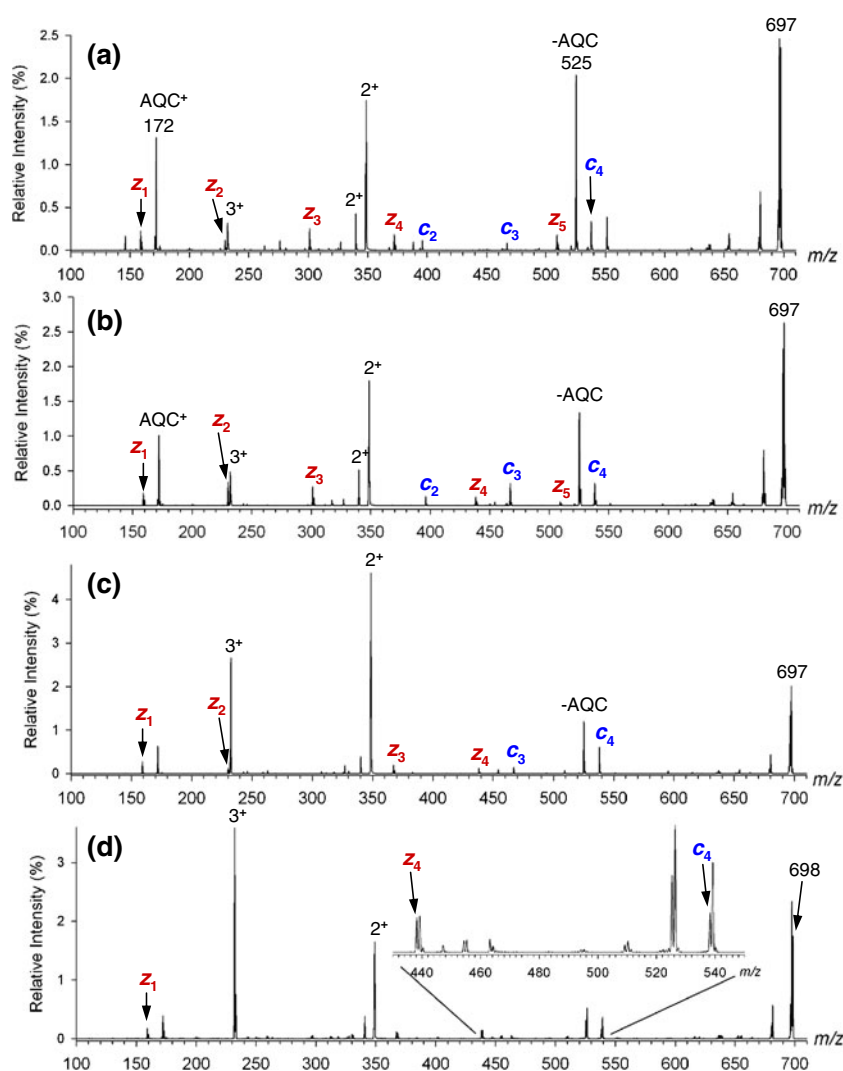 (a)
Relative Intensity (%)
2.5
2.0
1.5
1.0
0.5
0.0
z1
AQC+
172
z2
3+
z3
2+
2+
z4
c2
c3
z5
-AQC
525
c4
697
100 150 200 250 300 350 400 450 500 550 600 650 700 m/z
(b)
Relative Intensity (%)
3.0
2.5
2.0
1.5
1.0
0.5
0.0
z1
AQC+
z2
3+
z3
2+
2+
c2
z4
c3
z5
-AQC
c4
697
100 150 200 250 300 350 400 450 500 550 600 650 700 m/z
(c)
Relative Intensity (%)
4
3
2
1
0
z1
z2
3+
2+
z3
z4
c3
-AQC
c4
697
100 150 200 250 300 350 400 450 500 550 600 650 700 m/z
(d)
Relative Intensity (%)
3
2
1
0
z1
3+
2+
z4
c4
698
440 460 480 500 520 540 m/z
100 150 200 250 300 350 400 450 500 550 600 650 700 m/z